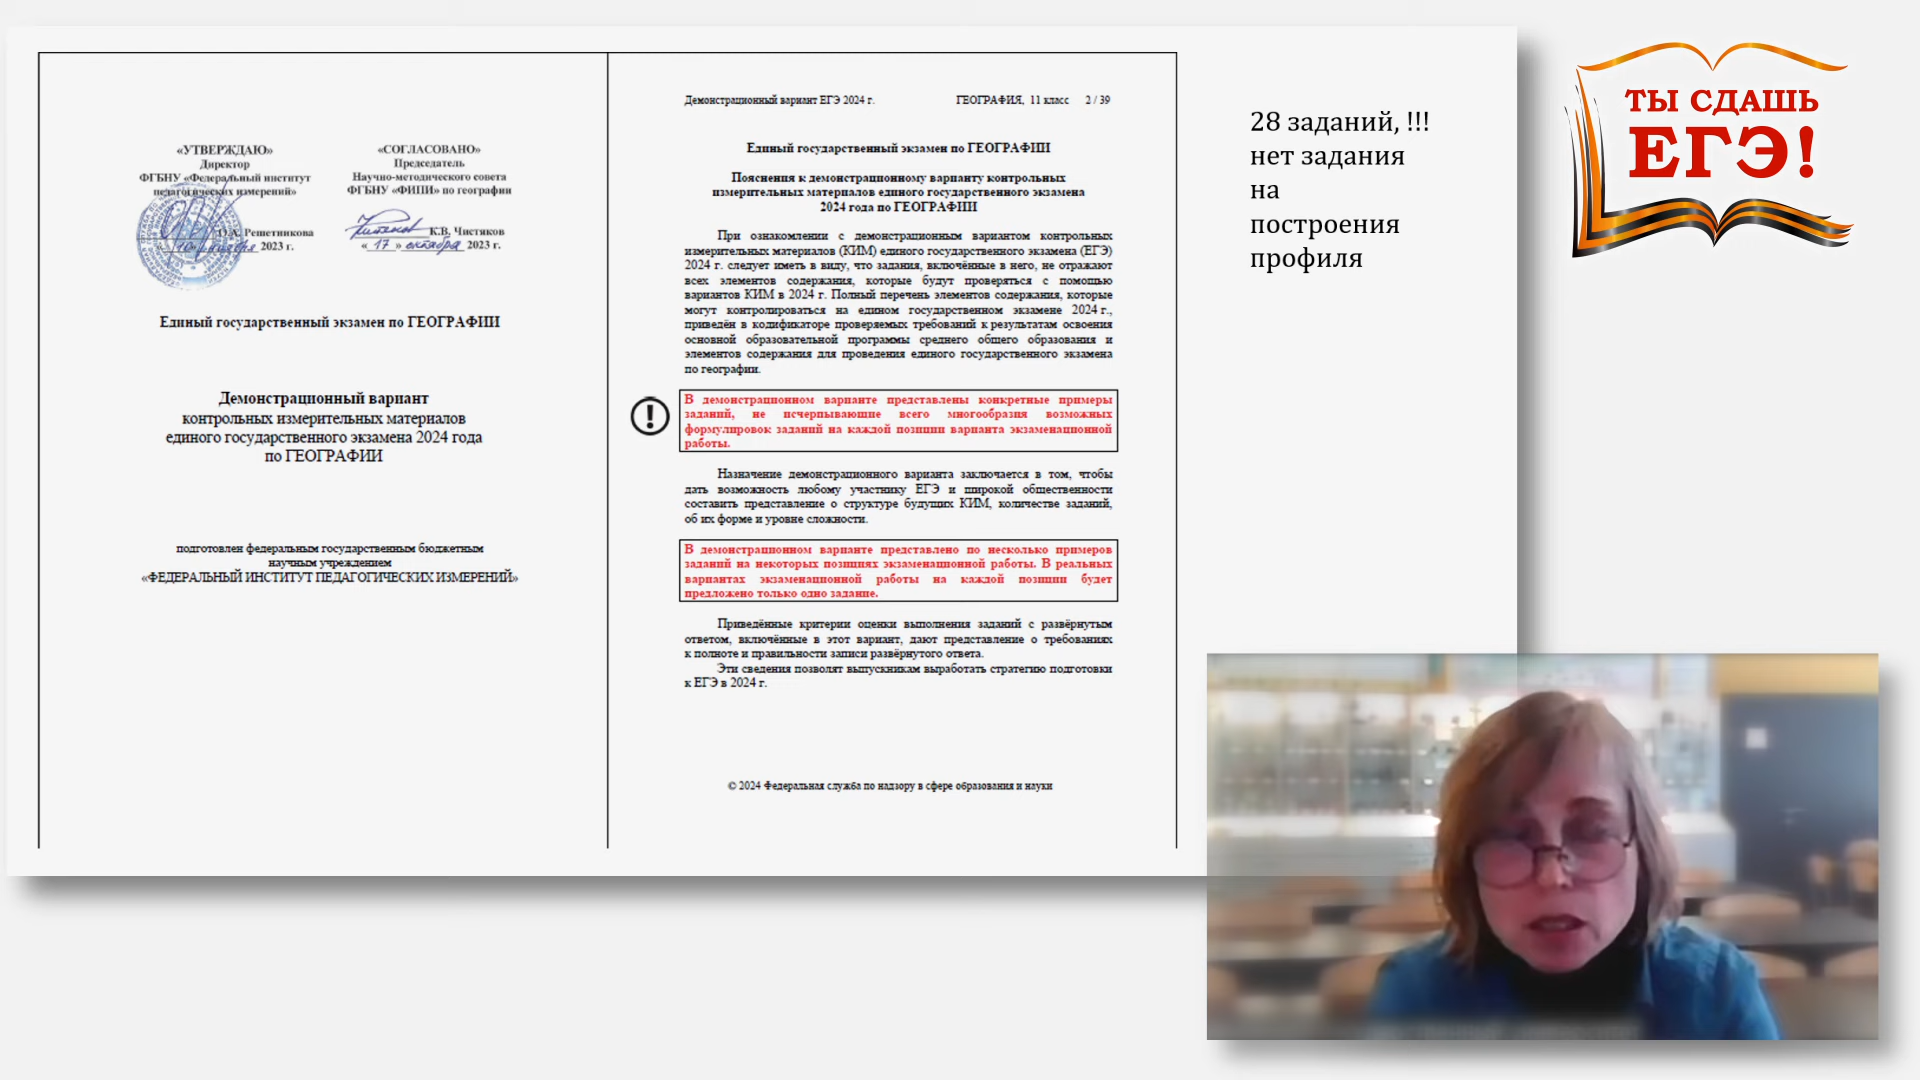 «УТВЕРЖДАЮ»
Директор
ФГБНУ «Федеральный институт
педагогических измерений»
О.А. Решетникова
2023 г.
«СОГЛАСОВАНО»
Председатель
Научно-методического совета
ФГБНУ «ФИПИ» по географии
К.В. Чистяков
« 17 » октября 2023 г.
Единый государственный экзамен по ГЕОГРАФИИ
Демонстрационный вариант
контрольных измерительных материалов
единого государственного экзамена 2024 года
по ГЕОГРАФИИ
подготовлен федеральным государственным бюджетным
научным учреждением
«ФЕДЕРАЛЬНЫЙ ИНСТИТУТ ПЕДАГОГИЧЕСКИХ ИЗМЕРЕНИЙ»
Демонстрационный вариант ЕГЭ 2024 г. ГЕОГРАФИЯ, 11 класс 2 / 39
Единый государственный экзамен по ГЕОГРАФИИ
Пояснения к демонстрационному варианту контрольных
измерительных материалов единого государственного экзамена
2024 года по ГЕОГРАФИИ
При ознакомлении с демонстрационным вариантом контрольных
измерительных материалов (КИМ) единого государственного экзамена (ЕГЭ)
2024 г. следует иметь в виду, что задания, включённые в него, не отражают
всех элементов содержания, которые будут проверяться с помощью
вариантов КИМ в 2024 г. Полный перечень элементов содержания, которые
могут контролироваться на едином государственном экзамене 2024 г.,
приведён в кодификаторе проверяемых требований к результатам освоения
основной образовательной программы среднего общего образования и
элементов содержания для проведения единого государственного экзамена
по географии.
В демонстрационном варианте представлены конкретные примеры
заданий, не исчерпывающие всего многообразия возможных
формулировок заданий на каждой позиции варианта экзаменационной
работы.
Назначение демонстрационного варианта заключается в том, чтобы
дать возможность любому участнику ЕГЭ и широкой общественности
составить представление о структуре будущих КИМ, количестве заданий,
об их форме и уровне сложности.
В демонстрационном варианте представлено по несколько примеров
заданий на некоторых позициях экзаменационной работы. В реальных
вариантах экзаменационной работы на каждой позиции будет
предложено только одно задание.
Приведённые критерии оценки выполнения заданий с развёрнутым
ответом, включённые в этот вариант, дают представление о требованиях
к полноте и правильности записи развёрнутого ответа.
Эти сведения позволят выпускникам выработать стратегию подготовки
к ЕГЭ в 2024 г.
© 2024 Федеральная служба по надзору в сфере образования и науки
28 заданий, !!!
нет задания
на
построения
профиля
ТЫ СДАШЬ
ЕГЭ!